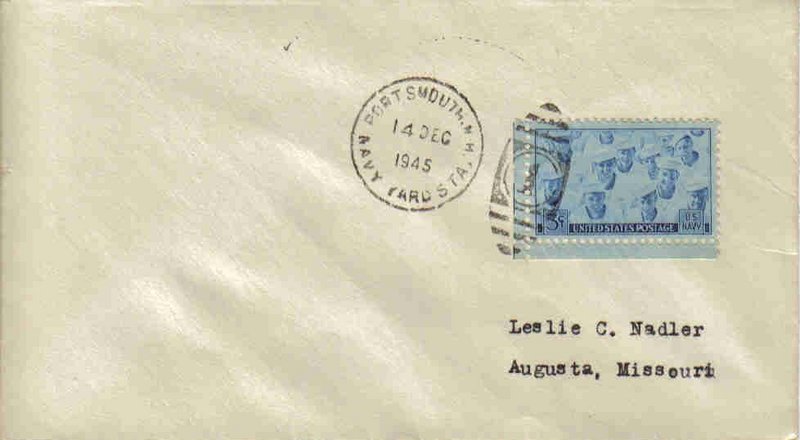 PORTSMOUTH, N.H.
14 DEC
1945
NAVY YARD STA.
3¢
UNITED STATES POSTAGE
U.S.
NAVY
Leslie C. Nadler
Augusta, Missouri